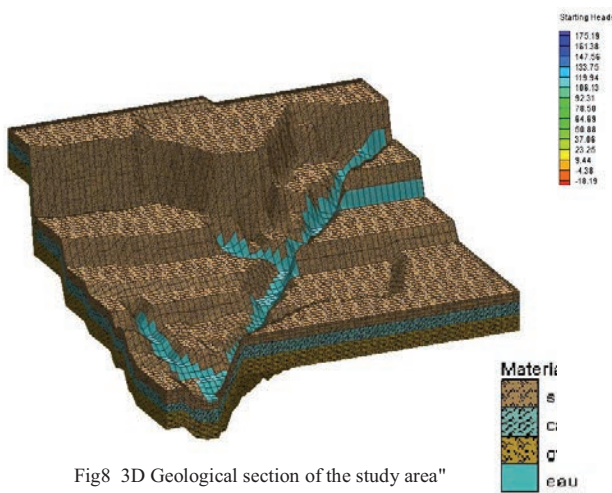 Starting Heads
175.19
161.38
147.56
133.75
119.94
106.13
92.31
78.50
64.69
50.88
37.06
23.25
9.44
-4.38
-18.19
Materi
s
c
g
eau
Fig8 3D Geological section of the study area"